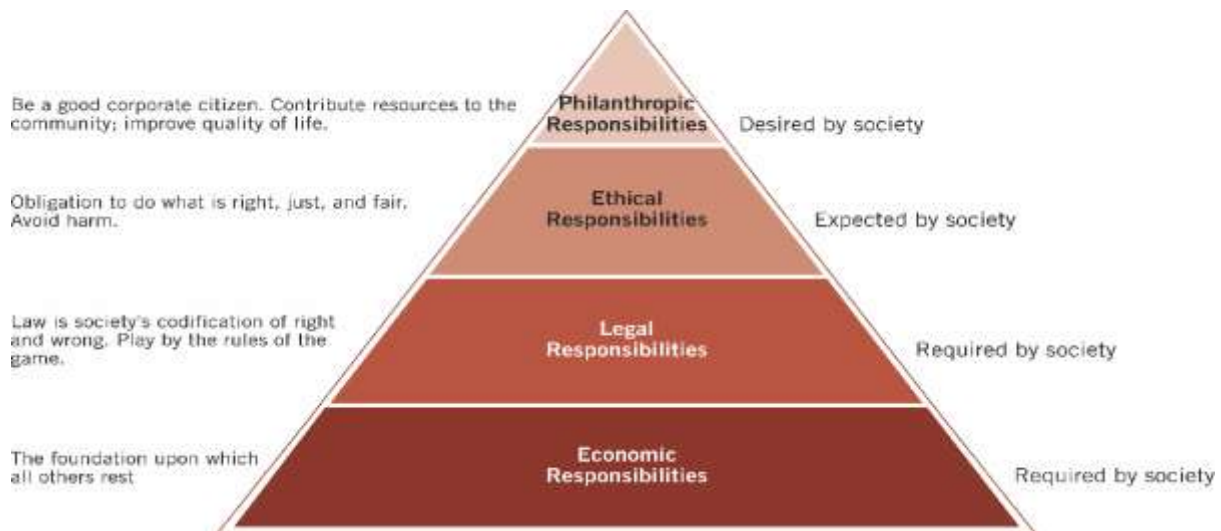 Be a good corporate citizen. Contribute resources to the
community; improve quality of life.
Philanthropic
Responsibilities
Desired by society
Obligation to do what is right, just, and fair.
Avoid harm.
Ethical
Responsibilities
Expected by society
Law is society's codification of right
and wrong. Play by the rules of the
game.
Legal
Responsibilities
Required by society
The foundation upon which
all others rest
Economic
Responsibilities
Required by society